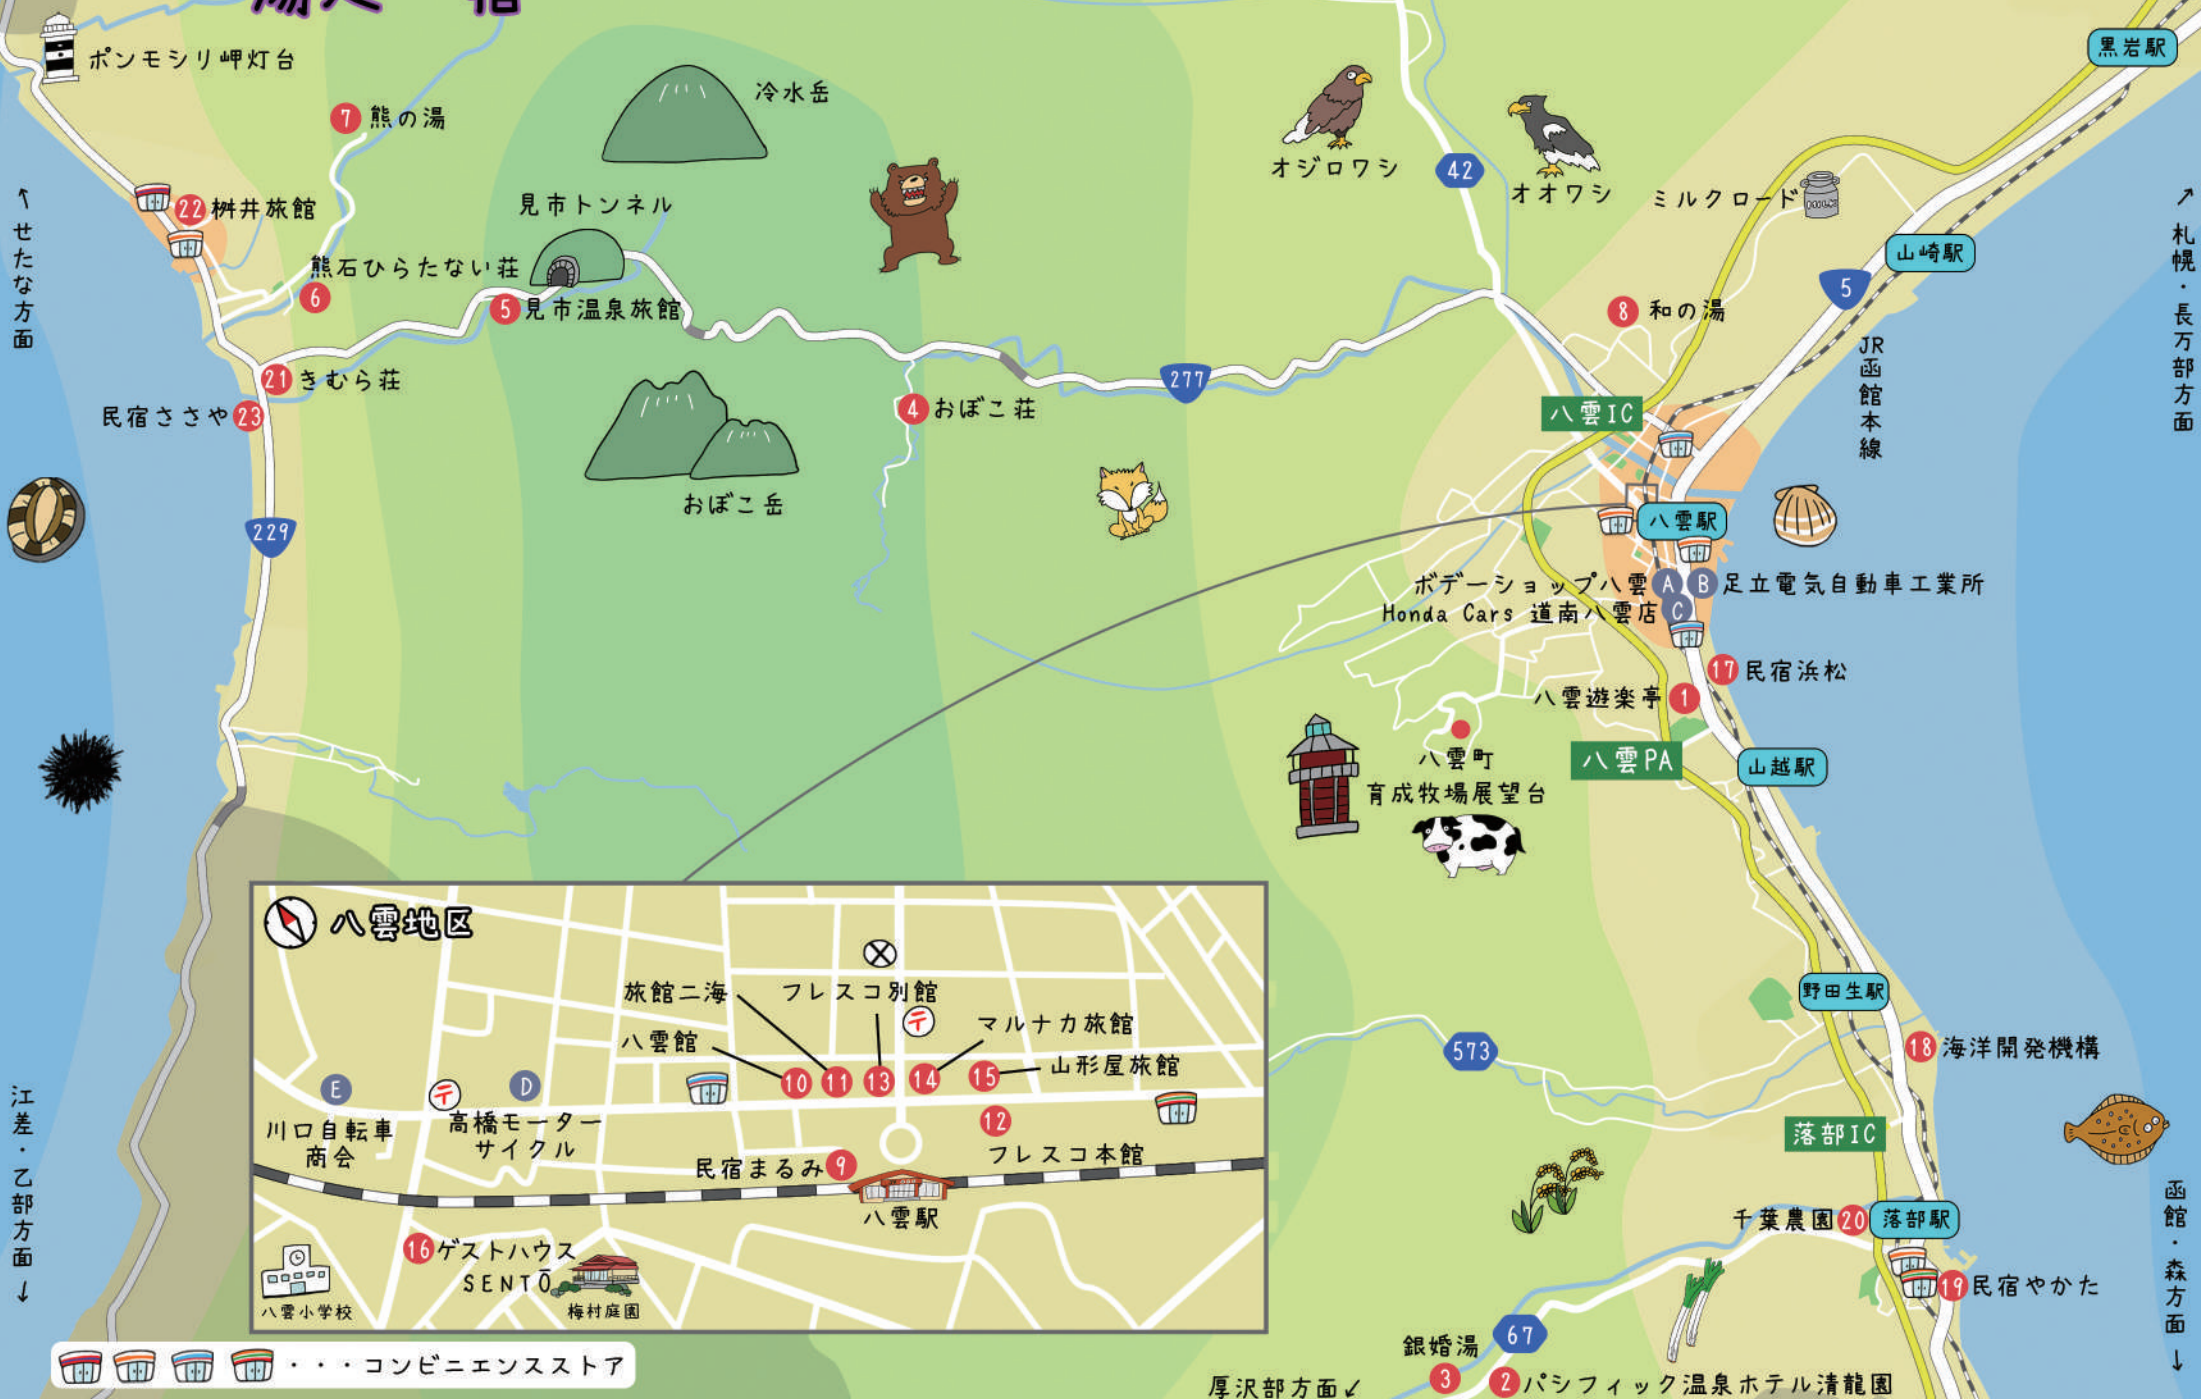 宿
ポンモシリ岬灯台
黒岩駅
7 熊の湯
冷水岳
オジロワシ
42
オオワシ
ミルクロード
MILK
22 桝井旅館
見市トンネル
↑せたな方面
↗札幌・長万部方面
山崎駅
5
JR函館本線
熊石ひらたない荘
6
5 見市温泉旅館
8 和の湯
277
21 きむら荘
民宿ささや 23
4 おぼこ荘
八雲IC
おぼこ岳
229
八雲駅
ボデーショップ八雲 A
B 足立電気自動車工業所
Honda Cars 道南八雲店 C
17 民宿浜松
八雲遊楽亭 1
八雲町
育成牧場展望台
八雲PA
山越駅
野田生駅
573
18 海洋開発機構
落部IC
千葉農園 20
落部駅
19 民宿やかた
67
銀婚湯
3
2 パシフィック温泉ホテル清龍園
厚沢部方面↙
江差・乙部方面↓
函館・森方面↓
八雲地区
旅館二海
フレスコ別館
〒
八雲館
マルナカ旅館
山形屋旅館
10 11 13 14 15
E
川口自転車
商会
〒
D
高橋モーター
サイクル
12
フレスコ本館
民宿まるみ 9
八雲駅
16 ゲストハウス
SENTŌ
八雲小学校
梅村庭園
・・・コンビニエンスストア